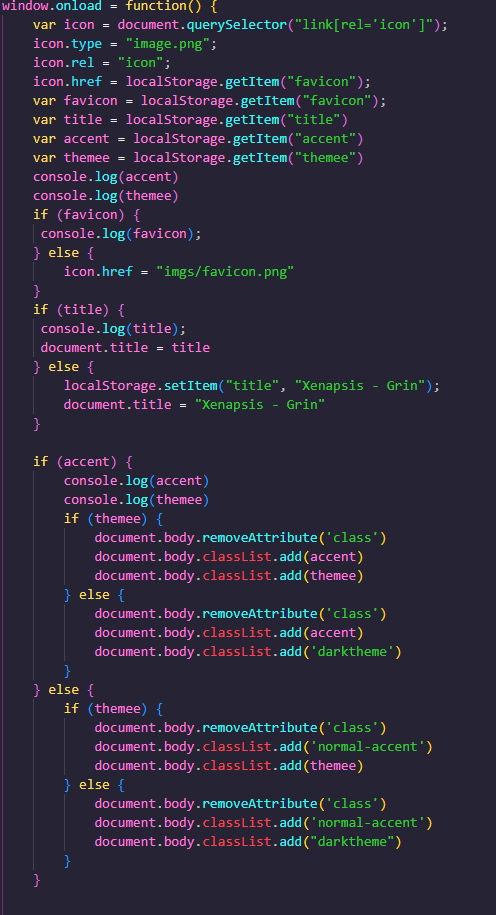 window.onload = function() {
    var icon = document.querySelector("link[rel='icon']");
    icon.type = "image.png";
    icon.rel = "icon";
    icon.href = localStorage.getItem("favicon");
    var favicon = localStorage.getItem("favicon");
    var title = localStorage.getItem("title")
    var accent = localStorage.getItem("accent")
    var themee = localStorage.getItem("themee")
    console.log(accent)
    console.log(themee)
    if (favicon) {
     console.log(favicon);
    } else {
        icon.href = "imgs/favicon.png"
    }
    if (title) {
     console.log(title);
     document.title = title
    } else {
        localStorage.setItem("title", "Xenapsis - Grin");
        document.title = "Xenapsis - Grin"
    }

    if (accent) {
        console.log(accent)
        console.log(themee)
        if (themee) {
            document.body.removeAttribute('class')
            document.body.classList.add(accent)
            document.body.classList.add(themee)
        } else {
            document.body.removeAttribute('class')
            document.body.classList.add(accent)
            document.body.classList.add('darktheme')
        }
    } else {
        if (themee) {
            document.body.removeAttribute('class')
            document.body.classList.add('normal-accent')
            document.body.classList.add(themee)
        } else {
            document.body.removeAttribute('class')
            document.body.classList.add('normal-accent')
            document.body.classList.add("darktheme")
        }
    }